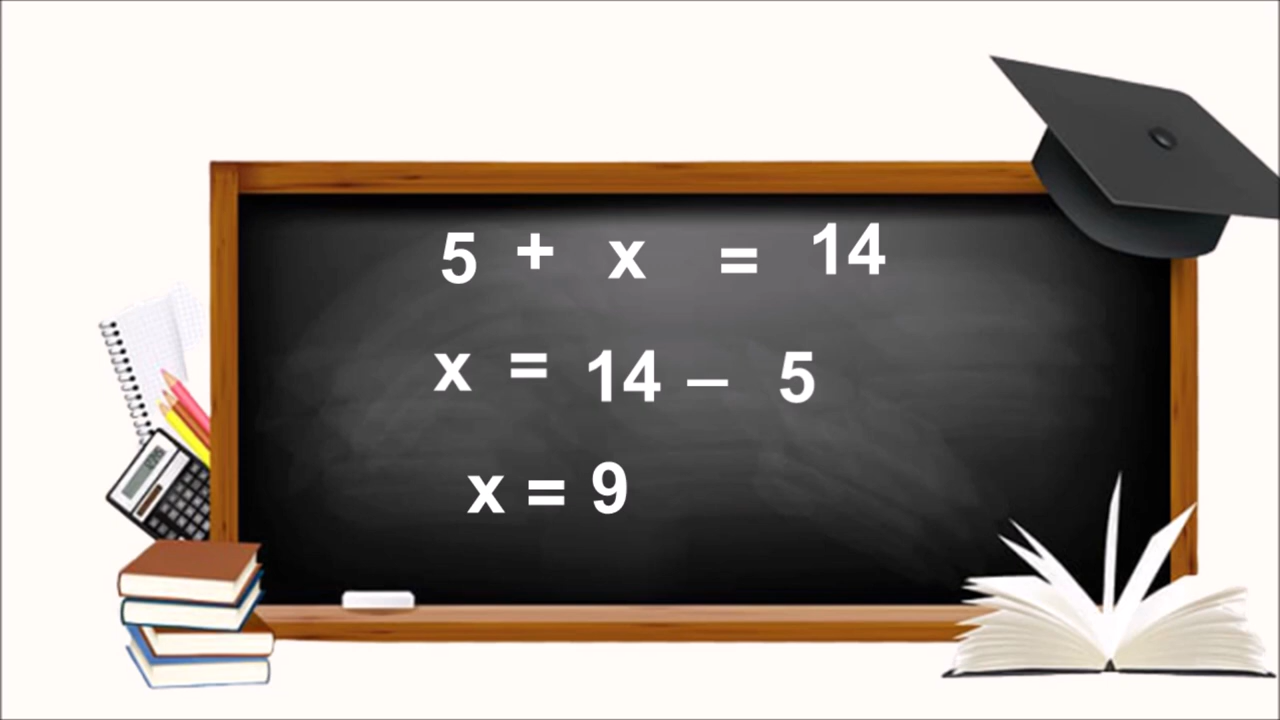 5 + x = 14
x = 14 – 5
x = 9